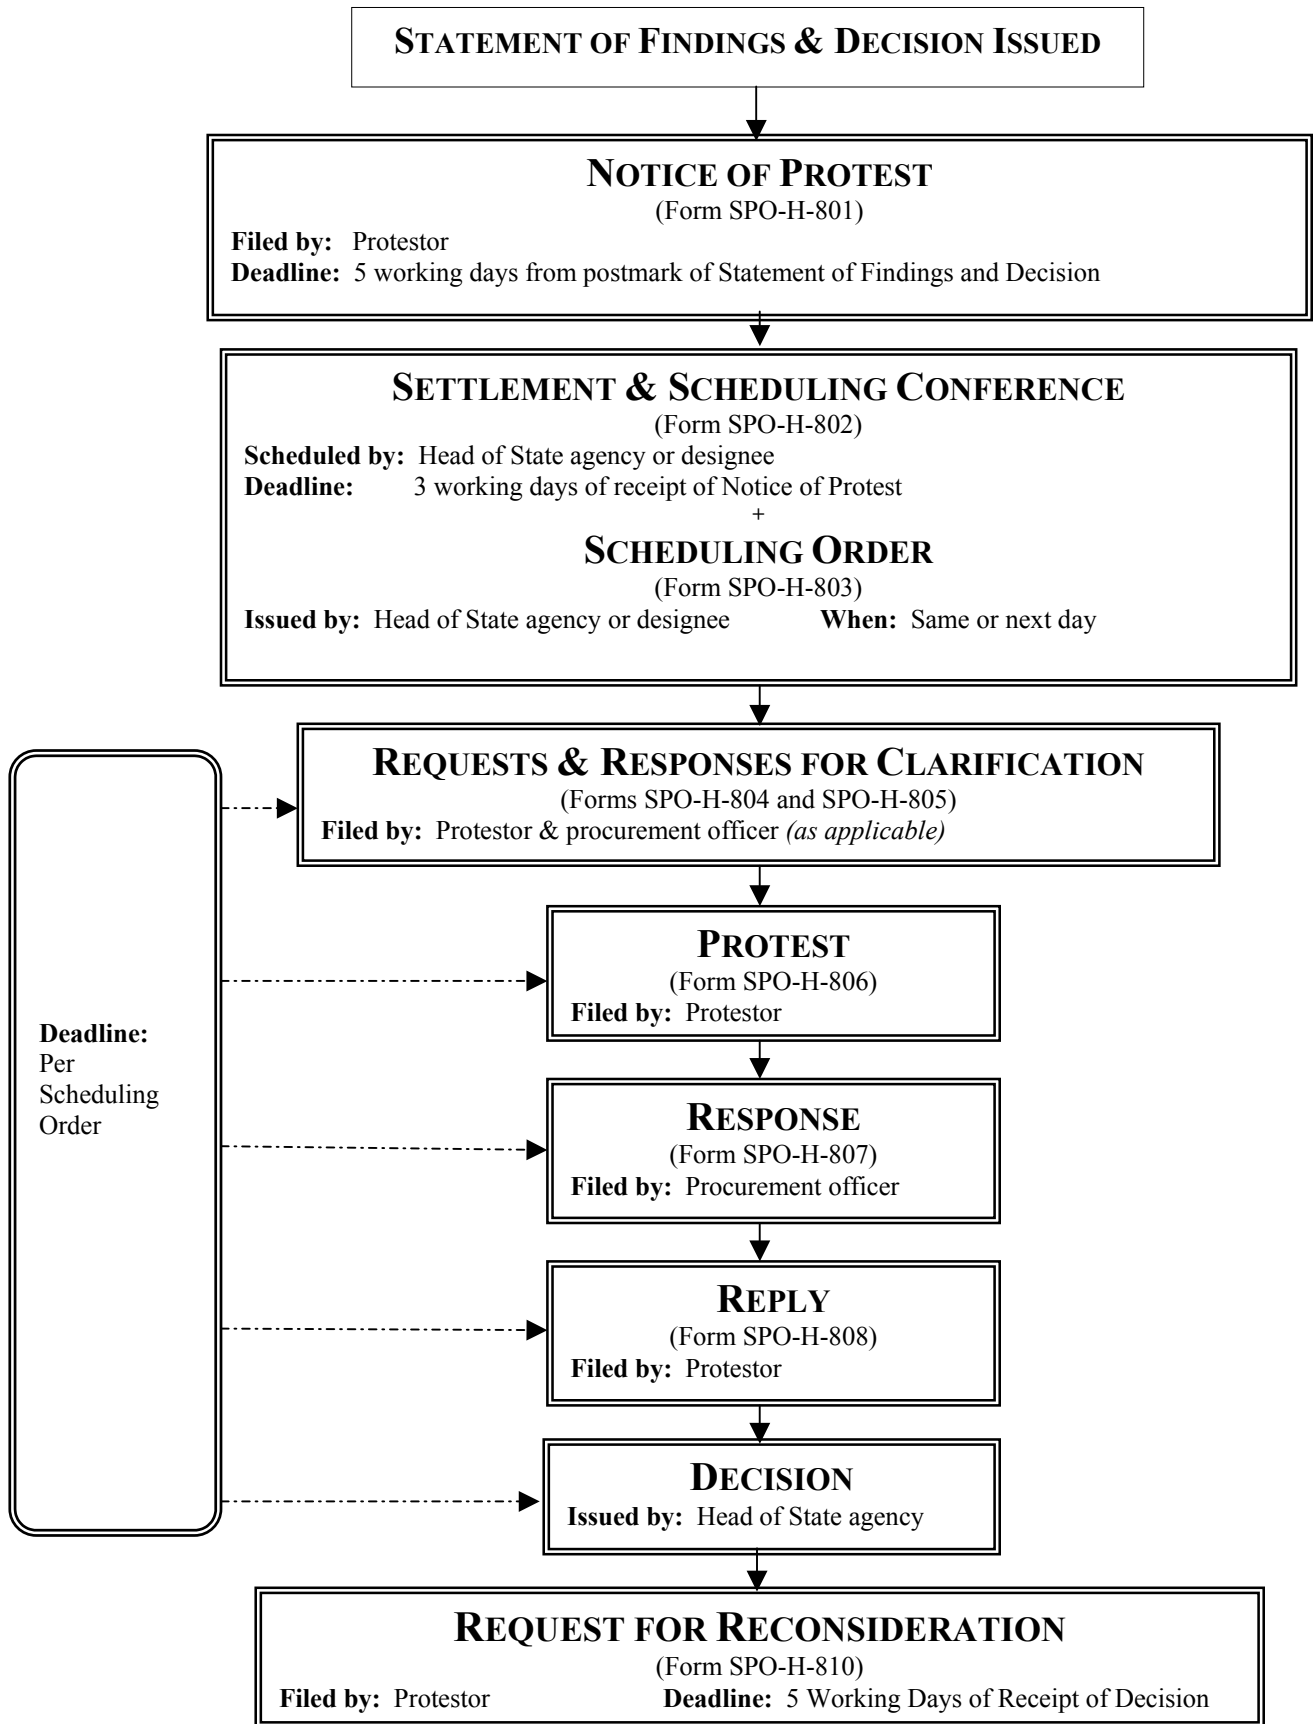 STATEMENT OF FINDINGS & DECISION ISSUED
NOTICE OF PROTEST
(Form SPO-H-801)
Filed by: Protestor
Deadline: 5 working days from postmark of Statement of Findings and Decision
SETTLEMENT & SCHEDULING CONFERENCE
(Form SPO-H-802)
Scheduled by: Head of State agency or designee
Deadline: 3 working days of receipt of Notice of Protest
+
SCHEDULING ORDER
(Form SPO-H-803)
Issued by: Head of State agency or designee When: Same or next day
REQUESTS & RESPONSES FOR CLARIFICATION
(Forms SPO-H-804 and SPO-H-805)
Filed by: Protestor & procurement officer (as applicable)
PROTEST
(Form SPO-H-806)
Filed by: Protestor
Deadline:
Per
Scheduling
Order
RESPONSE
(Form SPO-H-807)
Filed by: Procurement officer
REPLY
(Form SPO-H-808)
Filed by: Protestor
DECISION
Issued by: Head of State agency
REQUEST FOR RECONSIDERATION
(Form SPO-H-810)
Filed by: Protestor Deadline: 5 Working Days of Receipt of Decision